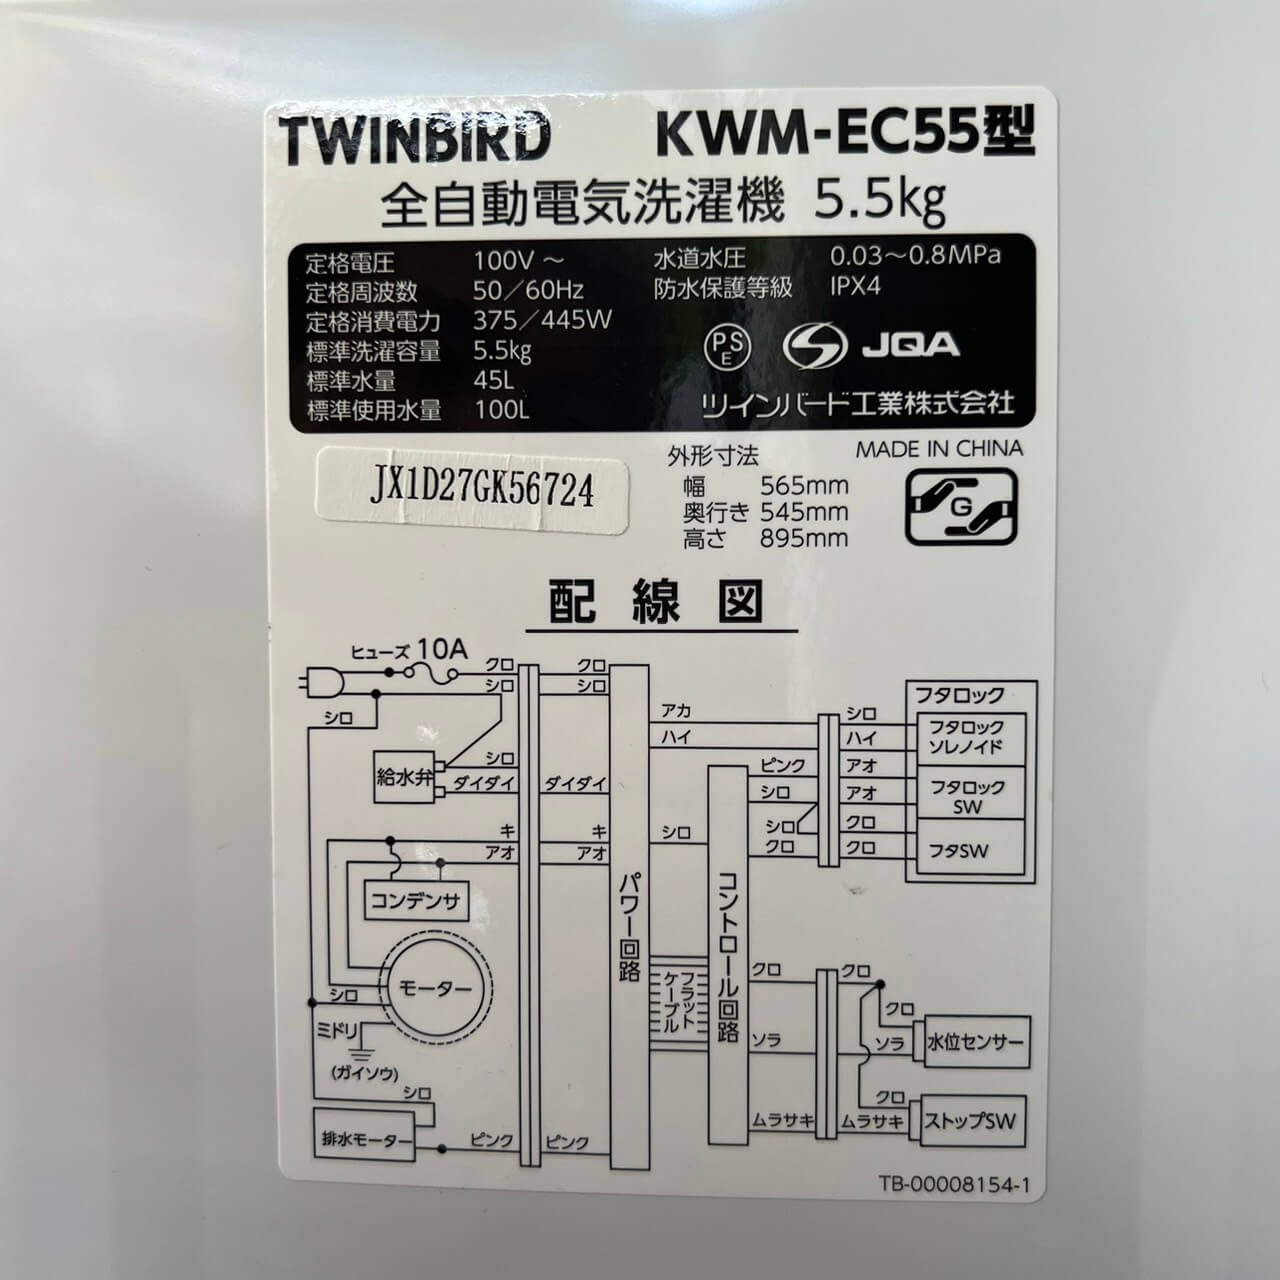 TWINBIRD KWM-EC55型
全自動電気洗濯機 5.5kg
定格電圧 100V ～
定格周波数 50／60Hz
定格消費電力 375／445W
標準洗濯容量 5.5kg
標準水量 45L
標準使用水量 100L
水道水圧 0.03～0.8MPa
防水保護等級 IPX4
PSE JQA
ツインバード工業株式会社
JX1D27GK56724
外形寸法
幅 565mm
奥行き 545mm
高さ 895mm
MADE IN CHINA
G
配線図
ヒューズ 10A
クロ クロ
シロ シロ
シロ
給水弁
シロ
ダイダイ ダイダイ
キ キ
アオ アオ
コンデンサ
モーター
シロ
ミドリ
(ガイソウ)
シロ
排水モーター
ピンク ピンク
パワー回路
アカ
ハイ
シロ
フラット
ケーブル
コントロール回路
ピンク
シロ
シロ
クロ
シロ
ハイ
アオ
アオ
クロ
クロ
フタロック
フタロック
ソレノイド
フタロック
SW
フタSW
クロ クロ
クロ
ソラ ソラ
水位センサー
クロ
ムラサキ ムラサキ
ストップSW
TB-00008154-1